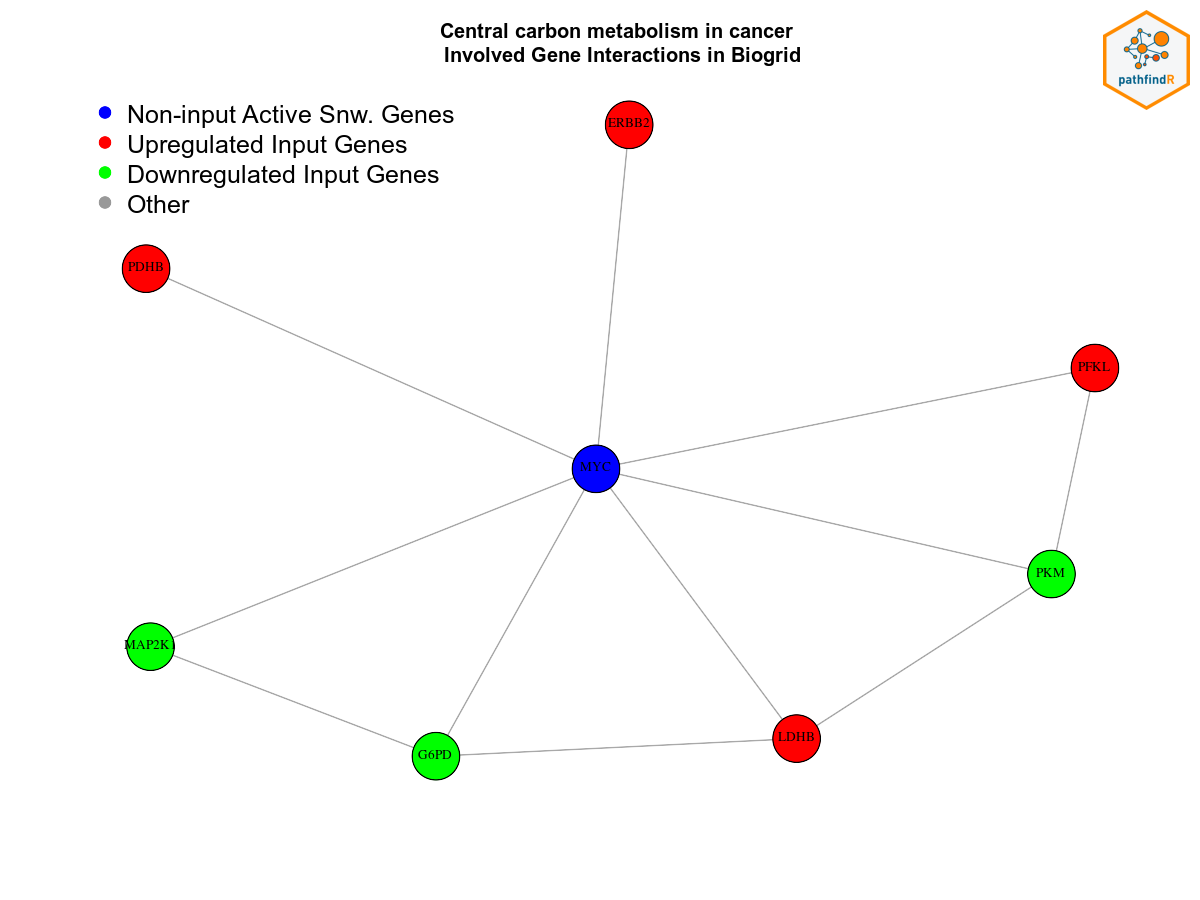 Central carbon metabolism in cancer
Involved Gene Interactions in Biogrid
pathfindR
Non-input Active Snw. Genes
Upregulated Input Genes
Downregulated Input Genes
Other
ERBB2
PDHB
PFKL
MYC
PKM
MAP2K1
LDHB
G6PD